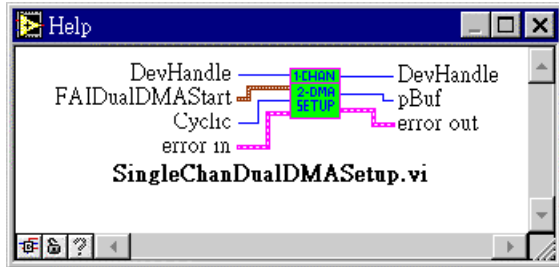 Help
DevHandle
FAIDualDMAStart
Cyclic
error in
1-CHAN
2-DMA
SETUP
DevHandle
pBuf
error out
SingleChanDualDMASetup.vi
?